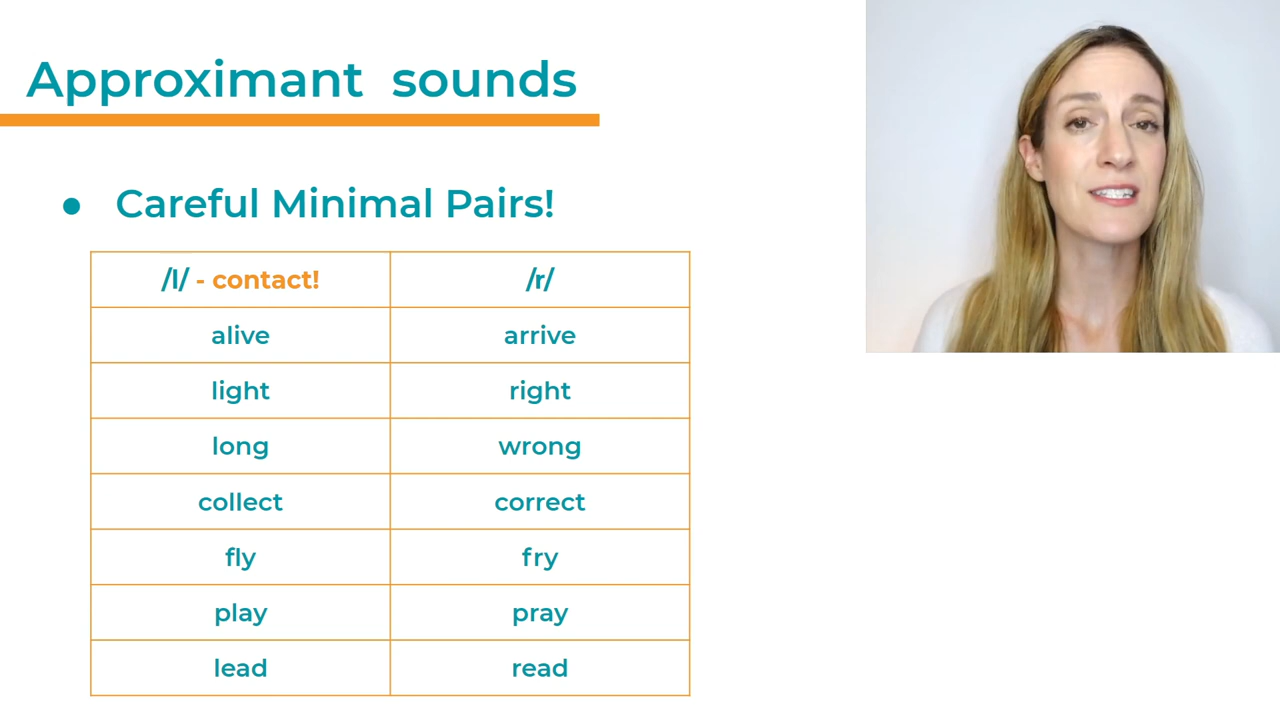 Approximant sounds
● Careful Minimal Pairs!
/l/ - contact! /r/
alive arrive
light right
long wrong
collect correct
fly fry
play pray
lead read